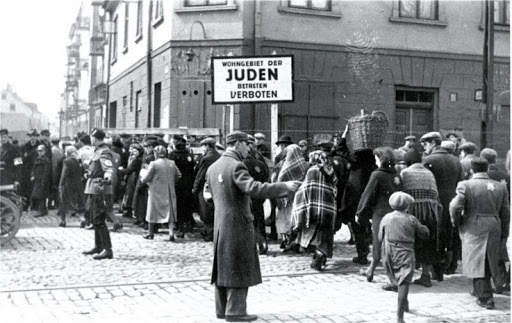 WOHNGEBIET DER
JUDEN
BETRETEN
VERBOTEN